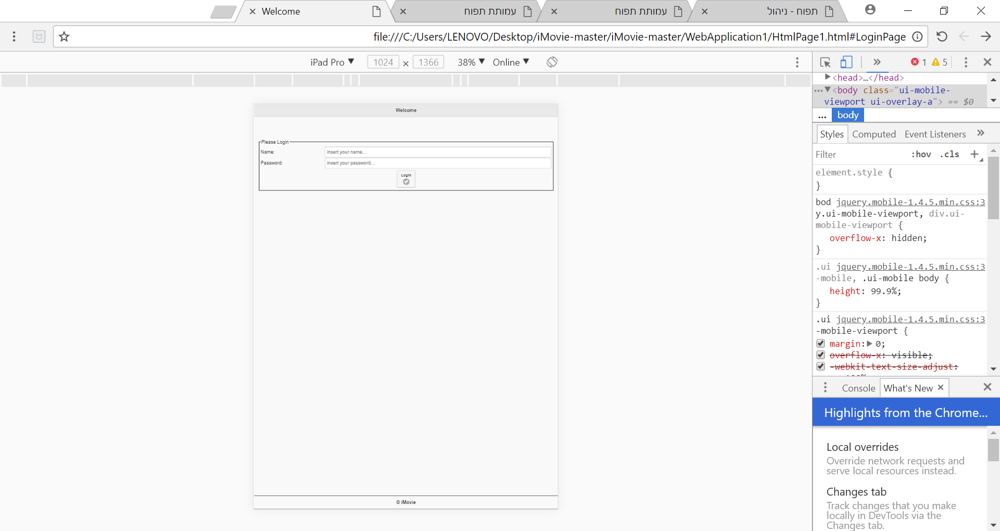 Welcome
עמותת תפוח
עמותת תפוח
תפוח - ניהול
file:///C:/Users/LENOVO/Desktop/iMovie-master/iMovie-master/WebApplication1/HtmlPage1.html#LoginPage
iPad Pro ▼ 1024 × 1366 38% ▼ Online ▼
1 5
<head>…</head>
<body class="ui-mobile-
viewport ui-overlay-a"> == $0
... body
Styles Computed Event Listeners »
Filter :hov .cls +
element.style {
}
bod jquery.mobile-1.4.5.min.css:3
y.ui-mobile-viewport, div.ui-
mobile-viewport {
overflow-x: hidden;
}
.ui jquery.mobile-1.4.5.min.css:3
-mobile, .ui-mobile body {
height: 99.9%;
}
.ui jquery.mobile-1.4.5.min.css:3
-mobile-viewport {
margin: 0;
overflow-x: visible;
-webkit-text-size-adjust:
Console What's New
Highlights from the Chrome...
Local overrides
Override network requests and
serve local resources instead.
Changes tab
Track changes that you make
locally in DevTools via the
Changes tab.
Welcome
Please Login
Name: insert your name...
Password: insert your password...
Login
© iMovie